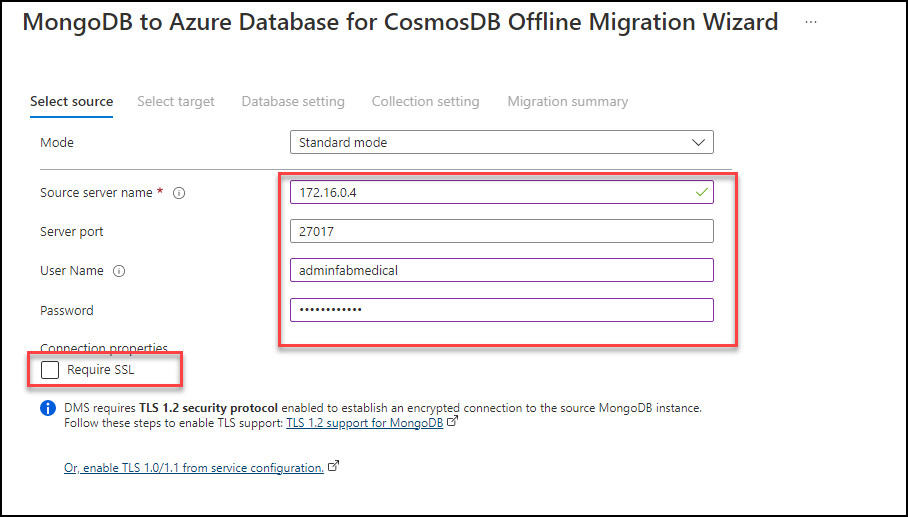 MongoDB to Azure Database for CosmosDB Offline Migration Wizard ...
Select source Select target Database setting Collection setting Migration summary
Mode Standard mode
Source server name * 172.16.0.4
Server port 27017
User Name adminfabmedical
Password ••••••••••••
Connection properties
Require SSL
DMS requires TLS 1.2 security protocol enabled to establish an encrypted connection to the source MongoDB instance.
Follow these steps to enable TLS support: TLS 1.2 support for MongoDB
Or, enable TLS 1.0/1.1 from service configuration.